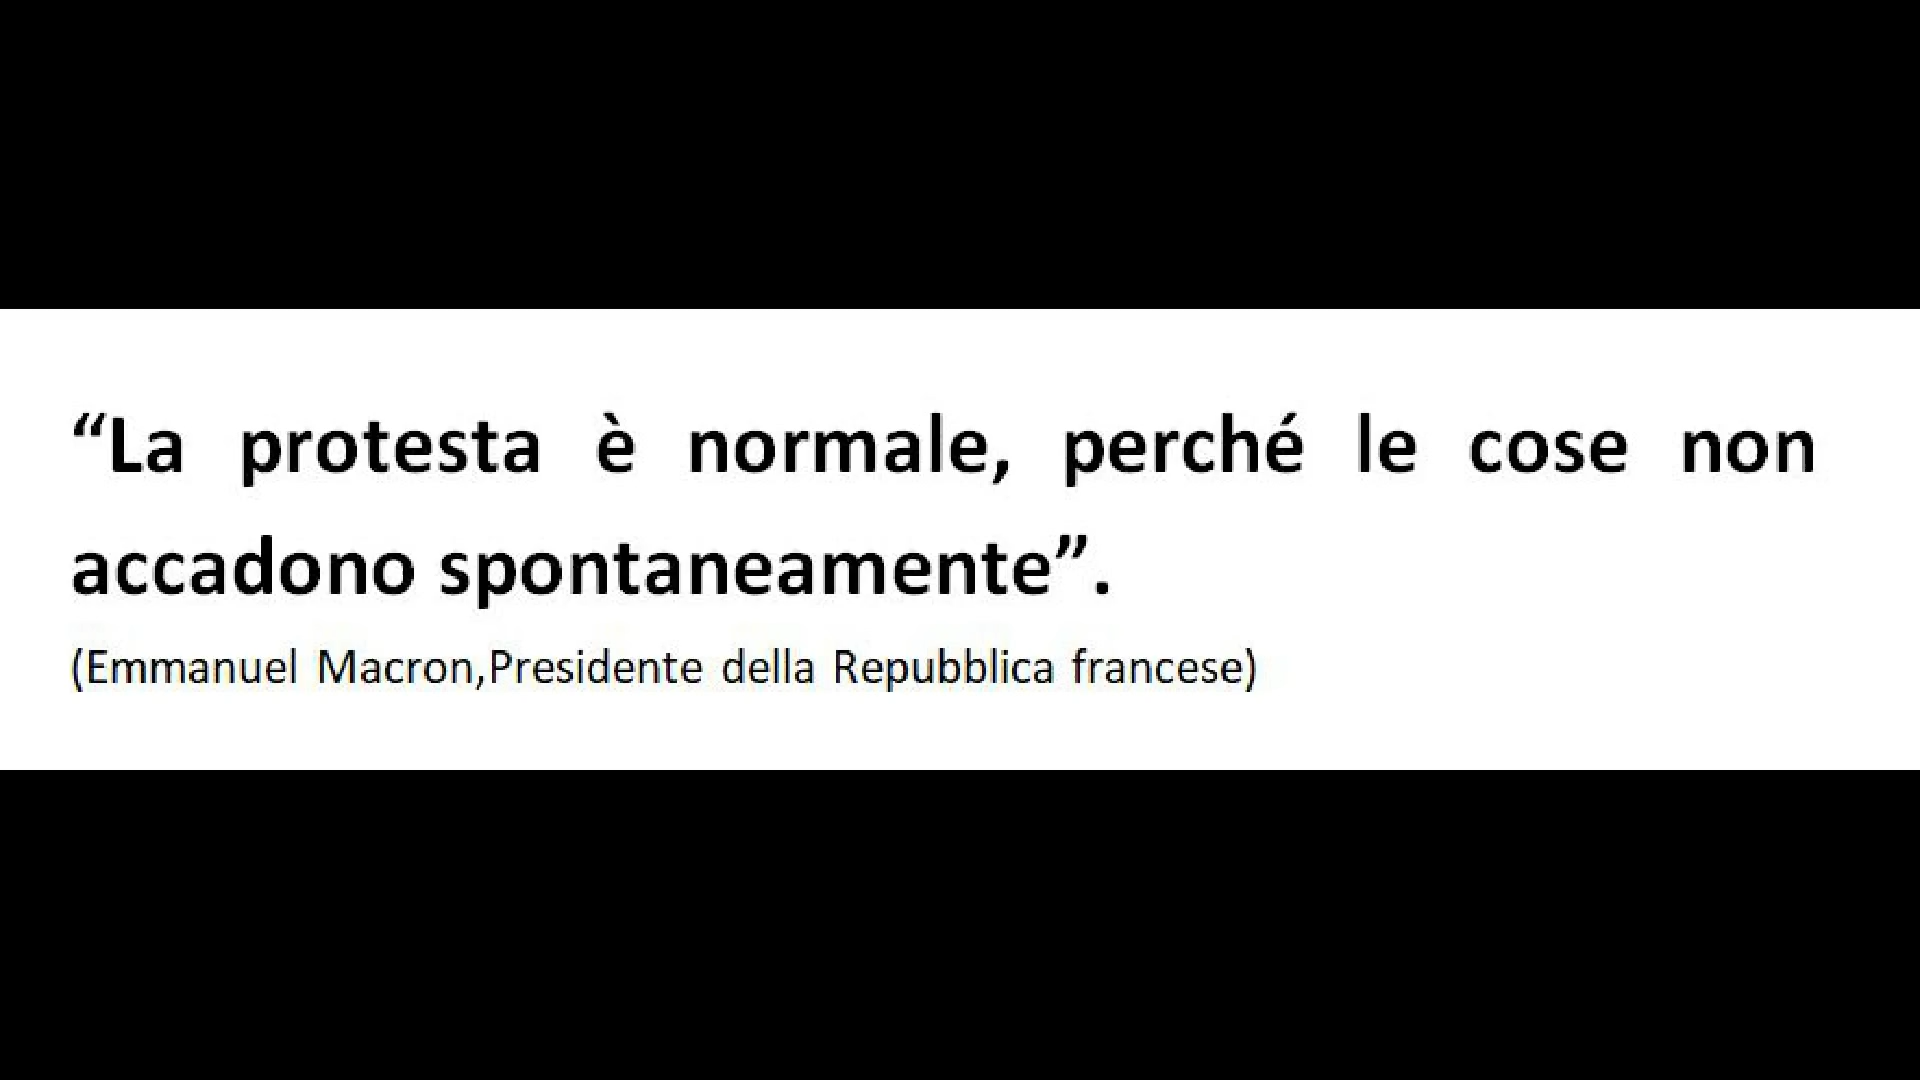 “La protesta è normale, perché le cose non
accadono spontaneamente”.
(Emmanuel Macron,Presidente della Repubblica francese)